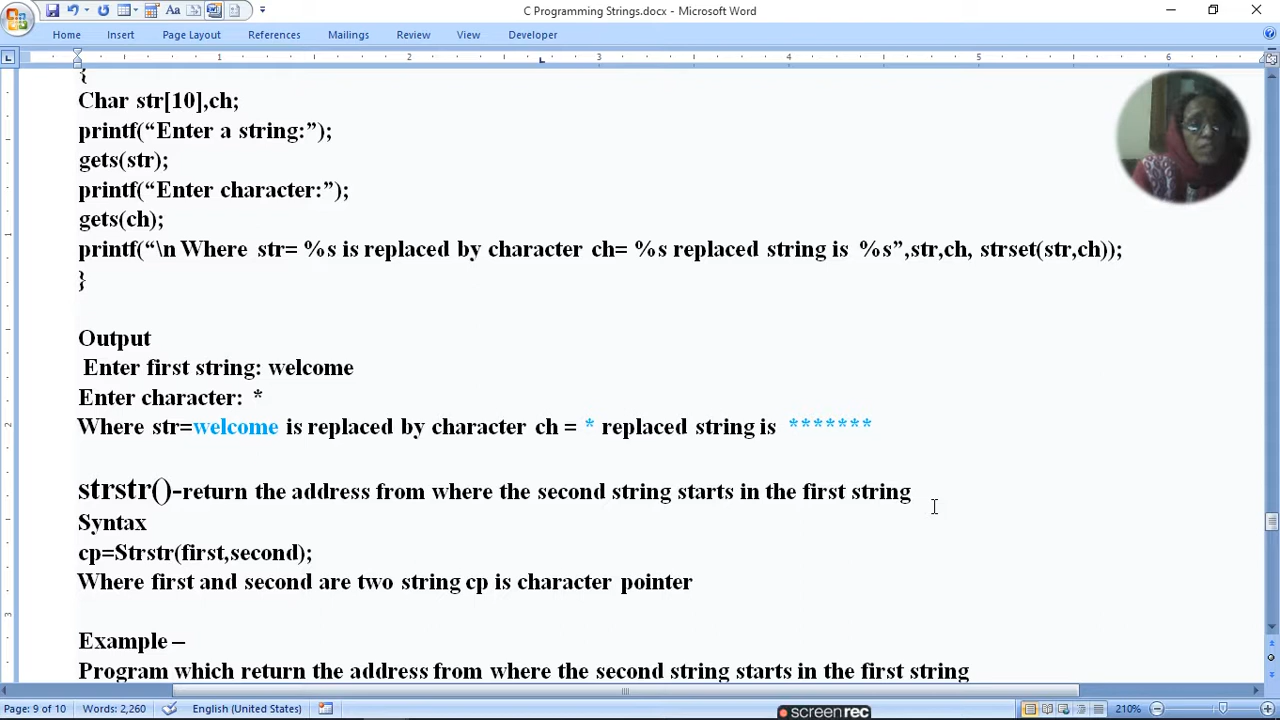 C Programming Strings.docx - Microsoft Word
Home Insert Page Layout References Mailings Review View Developer
1 2 3 4 5 6
{
Char str[10],ch;
printf(“Enter a string:”);
gets(str);
printf(“Enter character:”);
gets(ch);
printf(“\n Where str= %s is replaced by character ch= %s replaced string is %s”,str,ch, strset(str,ch));
}
Output
Enter first string: welcome
Enter character: *
Where str=welcome is replaced by character ch = * replaced string is *******
strstr()-return the address from where the second string starts in the first string
Syntax
cp=Strstr(first,second);
Where first and second are two string cp is character pointer
Example –
Program which return the address from where the second string starts in the first string
Page: 9 of 10 Words: 2,260 English (United States) screenrec 210%